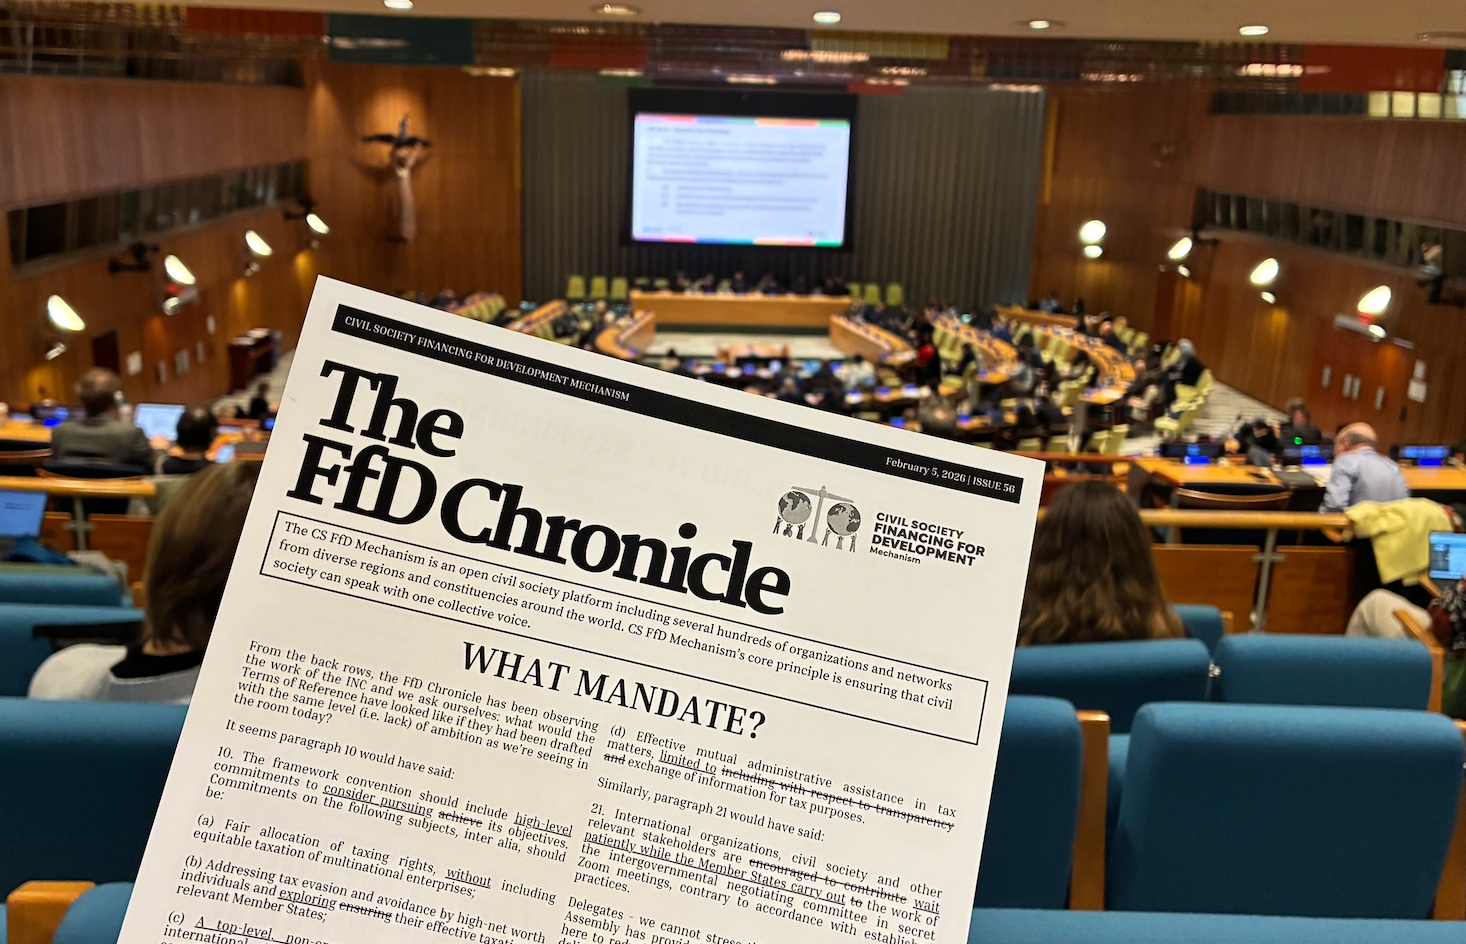 CIVIL SOCIETY FINANCING FOR DEVELOPMENT MECHANISM
February 5, 2026 | ISSUE 56
The
FfD Chronicle
CIVIL SOCIETY
FINANCING FOR
DEVELOPMENT
Mechanism
The CS FfD Mechanism is an open civil society platform including several hundreds of organizations and networks
from diverse regions and constituencies around the world. CS FfD Mechanism's core principle is ensuring that civil
society can speak with one collective voice.
WHAT MANDATE?
From the back rows, the FfD Chronicle has been observing
the work of the INC and we ask ourselves: what would the
Terms of Reference have looked like if they had been drafted
with the same level (i.e. lack) of ambition as we're seeing in
the room today?
It seems paragraph 10 would have said:
10. The framework convention should include high-level
commitments to consider pursuing achieve its objectives.
Commitments on the following subjects, inter alia, should
be:
(a) Fair allocation of taxing rights, without including
equitable taxation of multinational enterprises;
(b) Addressing tax evasion and avoidance by high-net worth
individuals and exploring ensuring their effective
relevant Member States;
(c) A top-level,
international
(d) Effective mutual administrative assistance in tax
matters, limited to including with respect to transparency
and exchange of information for tax purposes.
Similarly, paragraph 21 would have said:
21. International organizations, civil society and other
relevant stakeholders are encouraged to contribute wait
patiently while the Member States carry out to the work of
the intergovernmental negotiating committee in secret
Zoom meetings, contrary to accordance with
practices.
Delegates - we cannot
Assembly has
here to